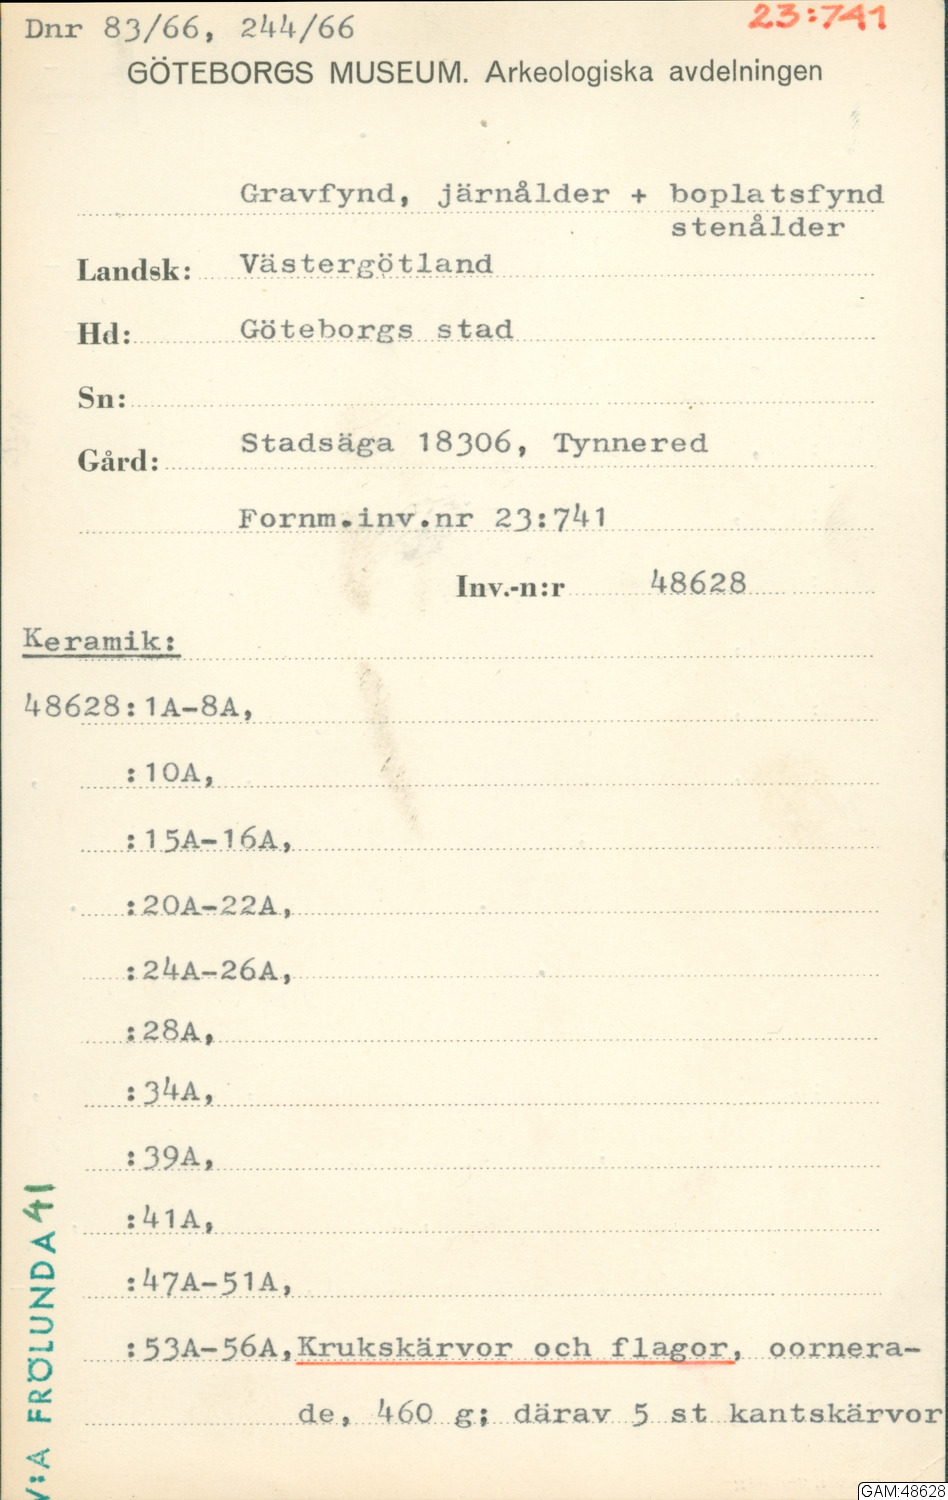 Dnr 83/66, 244/66
23:741
GÖTEBORGS MUSEUM. Arkeologiska avdelningen
Gravfynd, järnålder + boplatsfynd
stenålder
Landsk: Västergötland
Hd: Göteborgs stad
Sn:
Gård: Stadsäga 18306, Tynnered
Fornm.inv.nr 23:741
Inv.-n:r 48628
Keramik:
48628:1A-8A,
:10A,
:15A-16A,
:20A-22A,
:24A-26A,
:28A,
:34A,
:39A,
:41A,
:47A-51A,
:53A-56A,Krukskärvor och flagor, oornera-
de, 460 g; därav 5 st kantskärvor
V:A FRÖLUNDA 41
GAM:48628